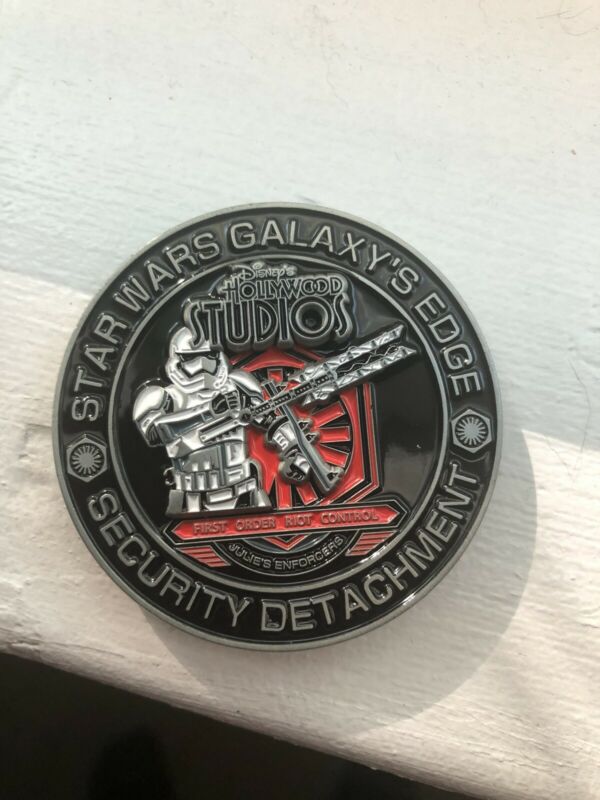 STAR WARS GALAXY'S EDGE
DISNEY'S
HOLLYWOOD
STUDIOS
FIRST ORDER RIOT CONTROL
JULIE'S ENFORCERS
SECURITY DETACHMENT